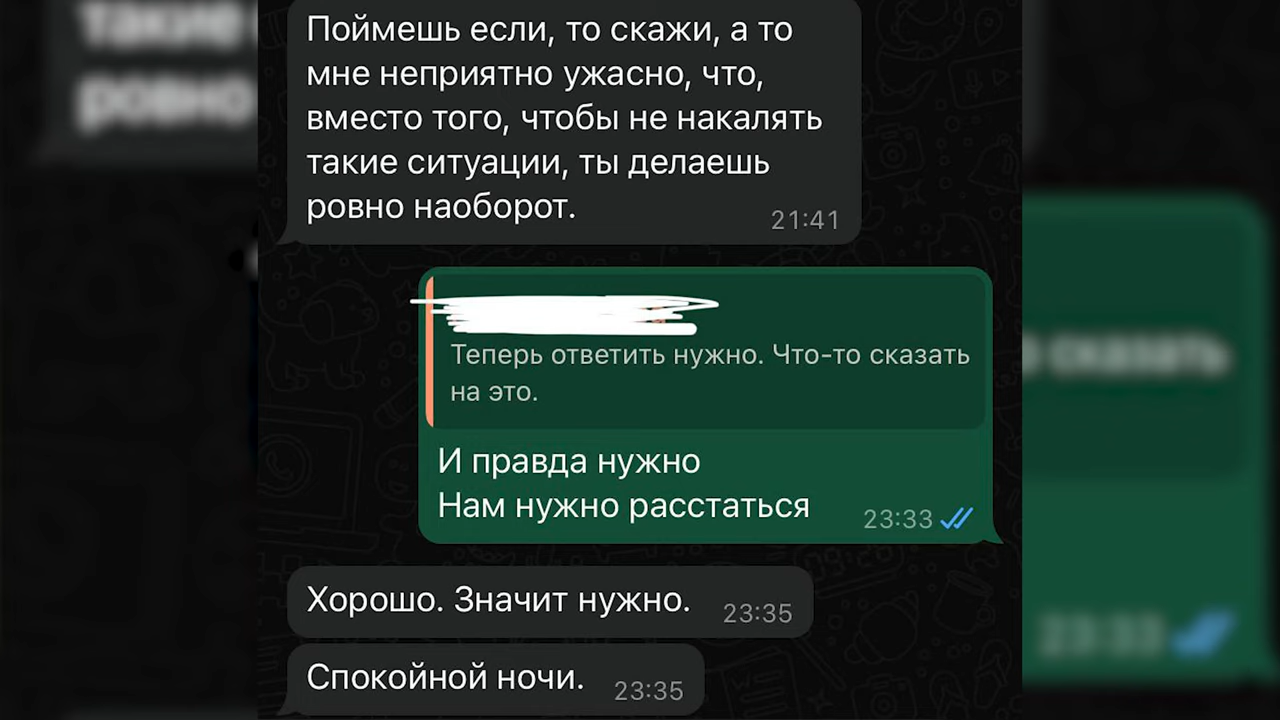 Поймешь если, то скажи, а то
мне неприятно ужасно, что,
вместо того, чтобы не накалять
такие ситуации, ты делаешь
ровно наоборот.
21:41
Теперь ответить нужно. Что-то сказать
на это.
И правда нужно
Нам нужно расстаться
23:33
Хорошо. Значит нужно.
23:35
Спокойной ночи.
23:35